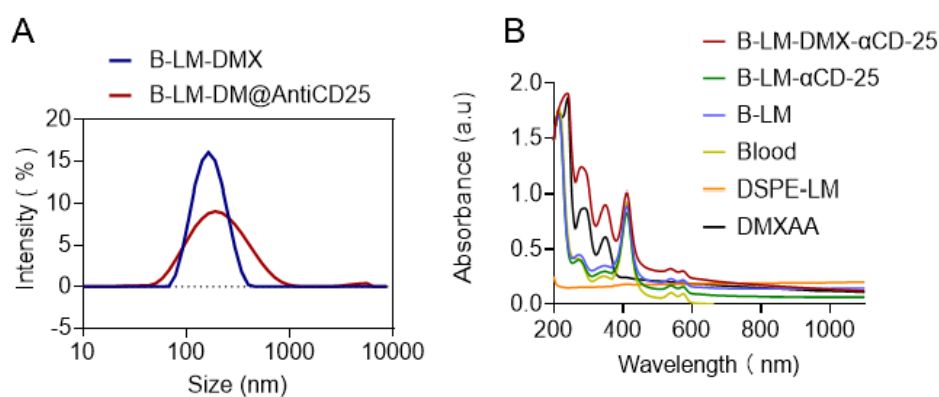 A
B-LM-DMX
B-LM-DM@AntiCD25
Intensity ( % )
20
15
10
5
0
-5
10
100
1000
10000
Size (nm)
B
B-LM-DMX-αCD-25
B-LM-αCD-25
B-LM
Blood
DSPE-LM
DMXAA
Absorbance (a.u)
2.0
1.5
1.0
0.5
0.0
200
400
600
800
1000
Wavelength ( nm)